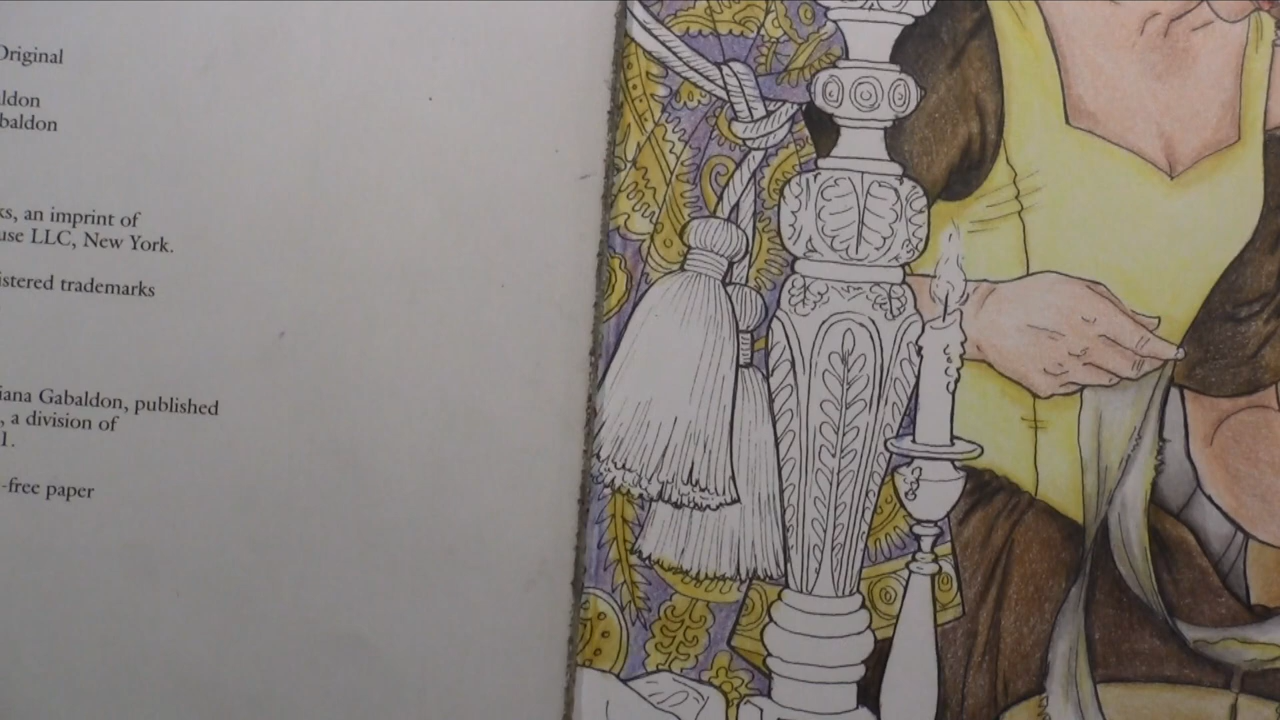 Original
ldon
baldon
ks, an imprint of
use LLC, New York.
istered trademarks
iana Gabaldon, published
, a division of
1.
-free paper